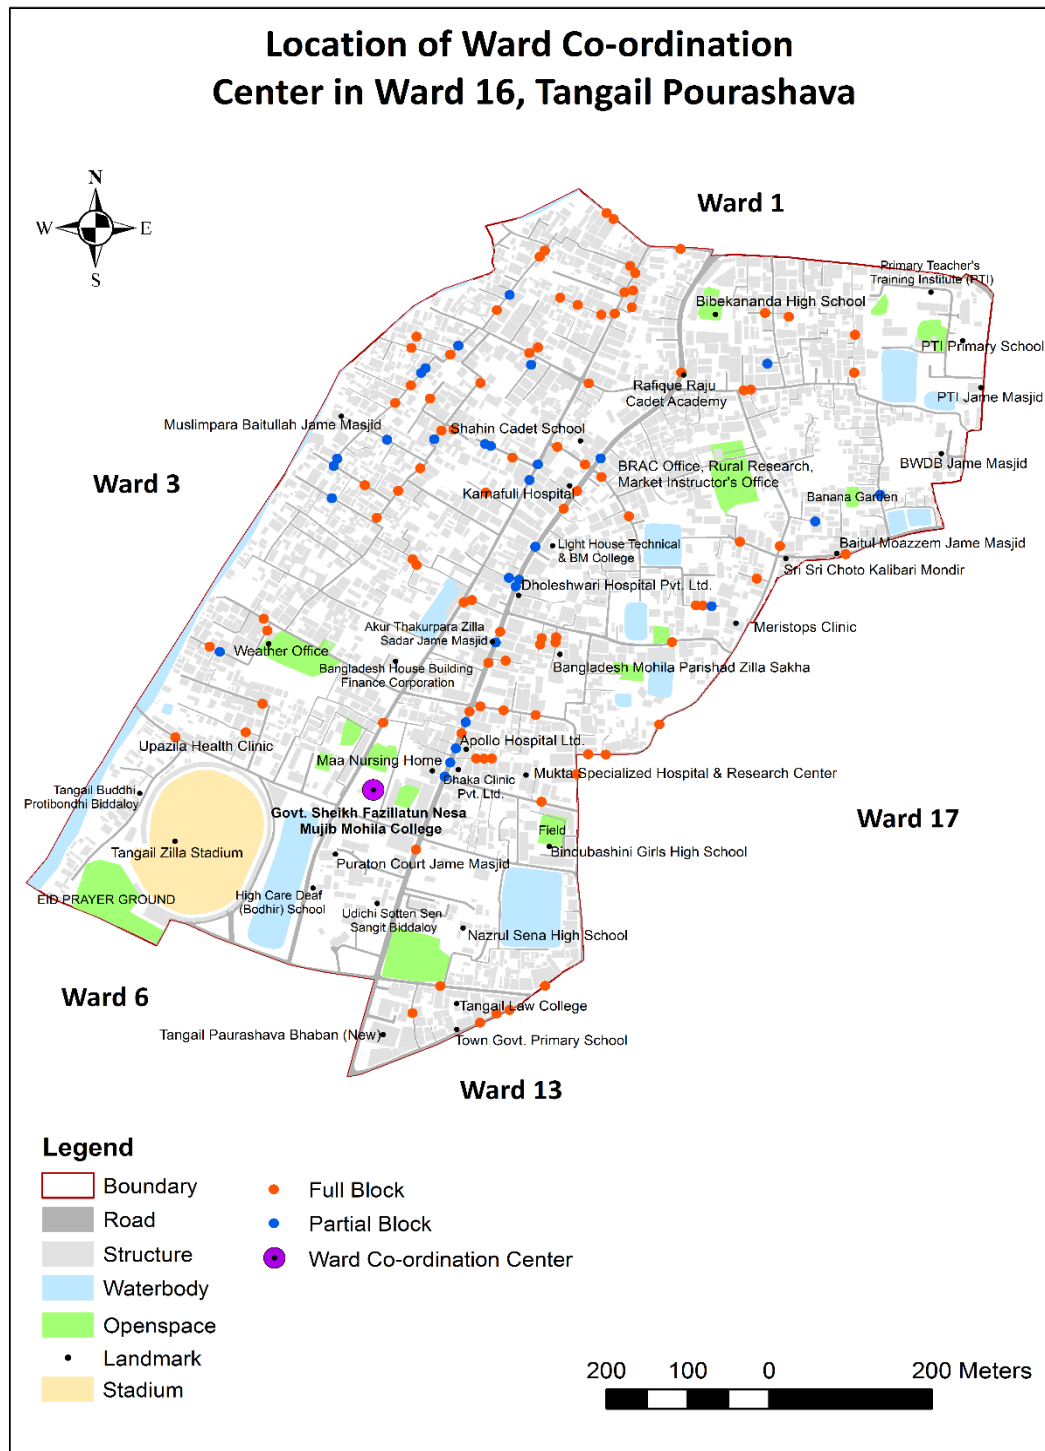 Location of Ward Co-ordination
Center in Ward 16, Tangail Pourashava
N
W
E
S
Ward 1
Primary Teacher's
Training Institute (PTI)
Bibekananda High School
PTI Primary School
Rafique Raju
Cadet Academy
PTI Jame Masjid
Muslimpara Baitullah Jame Masjid
Shahin Cadet School
BRAC Office, Rural Research,
Market Instructor's Office
BWDB Jame Masjid
Ward 3
Karnafuli Hospital
Banana Garden
Light House Technical
& BM College
Baitul Moazzem Jame Masjid
Sri Sri Choto Kalibari Mondir
Dholeshwari Hospital Pvt. Ltd.
Akur Thakurpara Zilla
Sadar Jame Masjid
Meristops Clinic
Weather Office
Bangladesh House Building
Finance Corporation
Bangladesh Mohila Parishad Zilla Sakha
Upazila Health Clinic
Apollo Hospital Ltd.
Maa Nursing Home
Dhaka Clinic
Pvt. Ltd.
Mukta Specialized Hospital & Research Center
Tangail Buddhi
Protibondhi Biddaloy
Govt. Sheikh Fazillatun Nesa
Mujib Mohila College
Ward 17
Field
Tangail Zilla Stadium
Puraton Court Jame Masjid
Bindubashini Girls High School
EID PRAYER GROUND
High Care Deaf
(Bodhir) School
Udichi Sotten Sen
Sangit Biddaloy
Nazrul Sena High School
Ward 6
Tangail Law College
Tangail Paurashava Bhaban (New)
Town Govt. Primary School
Ward 13
Legend
Boundary
Road
Structure
Waterbody
Openspace
Landmark
Stadium
Full Block
Partial Block
Ward Co-ordination Center
200 100 0 200 Meters